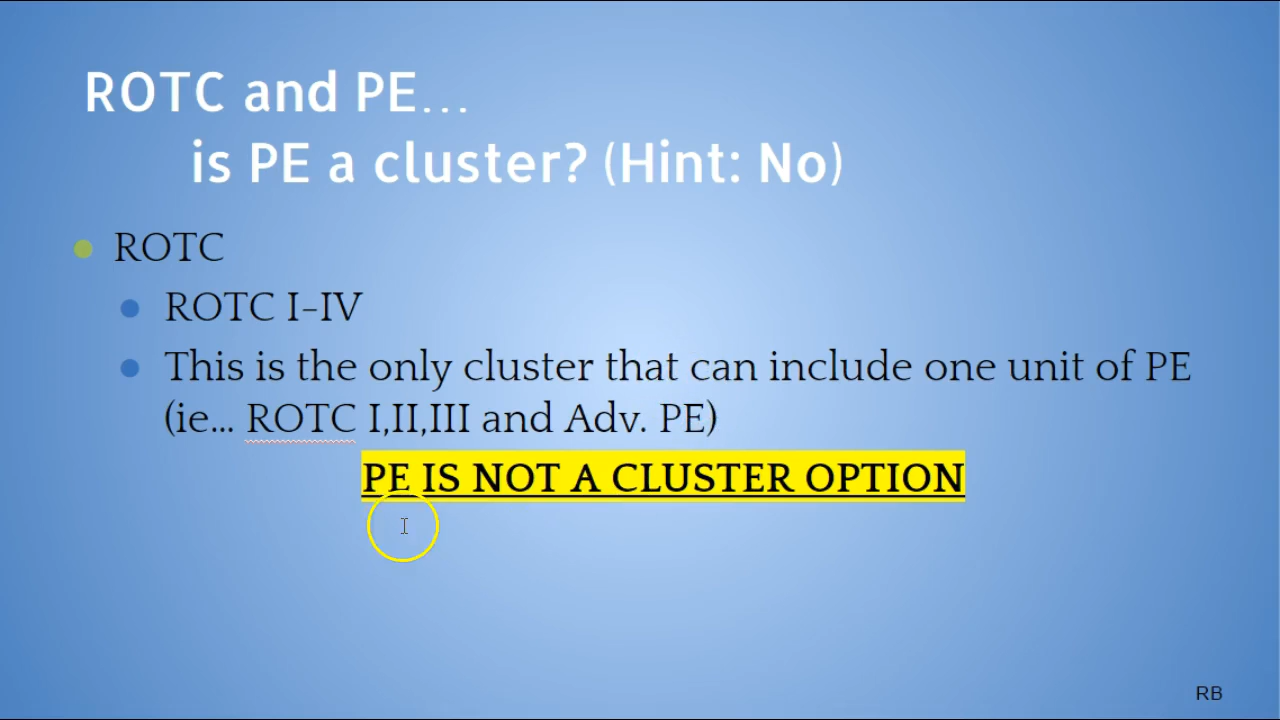 ROTC and PE...
is PE a cluster? (Hint: No)
ROTC
ROTC I-IV
This is the only cluster that can include one unit of PE
(ie... ROTC I,II,III and Adv. PE)
PE IS NOT A CLUSTER OPTION
RB